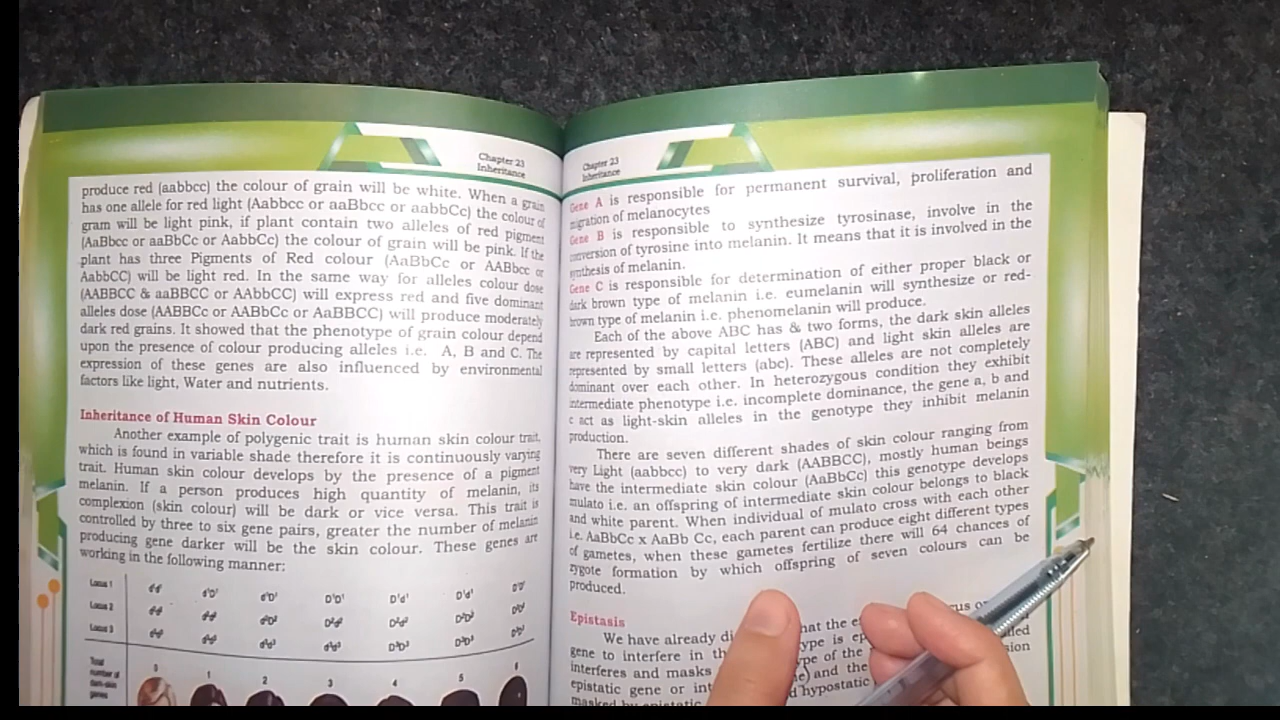 Chapter 23
Inheritance
produce red (aabbcc) the colour of grain will be white. When a grain
has one allele for red light (Aabbcc or aaBbcc or aabbCc) the colour of
gram will be light pink, if plant contain two alleles of red pigment
(AaBbcc or aaBbCc or AabbCc) the colour of grain will be pink. If the
plant has three Pigments of Red colour (AaBbCc or AABbcc or
AabbCC) will be light red. In the same way for alleles colour dose
(AABBCC & aaBBCC or AAbbCC) will express red and five dominant
alleles dose (AABBCc or AABbCc or AaBBCC) will produce moderately
dark red grains. It showed that the phenotype of grain colour depend
upon the presence of colour producing alleles i.e. A, B and C. The
expression of these genes are also influenced by environmental
factors like light, Water and nutrients.
Inheritance of Human Skin Colour
Another example of polygenic trait is human skin colour trait,
which is found in variable shade therefore it is continuously varying
trait. Human skin colour develops by the presence of a pigment
melanin. If a person produces high quantity of melanin, its
complexion (skin colour) will be dark or vice versa. This trait is
controlled by three to six gene pairs, greater the number of melanin
producing gene darker will be the skin colour. These genes are
working in the following manner:
Locus 1
Locus 2
Locus 3
Total
number of
dark-skin
genes
0 1 2 3 4 5 6
Chapter 23
Inheritance
Gene A is responsible for permanent survival, proliferation and
migration of melanocytes
Gene B is responsible to synthesize tyrosinase, involve in the
conversion of tyrosine into melanin. It means that it is involved in the
synthesis of melanin.
Gene C is responsible for determination of either proper black or
dark brown type of melanin i.e. eumelanin will synthesize or red-
brown type of melanin i.e. phenomelanin will produce.
Each of the above ABC has & two forms, the dark skin alleles
are represented by capital letters (ABC) and light skin alleles are
represented by small letters (abc). These alleles are not completely
dominant over each other. In heterozygous condition they exhibit
intermediate phenotype i.e. incomplete dominance, the gene a, b and
c act as light-skin alleles in the genotype they inhibit melanin
production.
There are seven different shades of skin colour ranging from
very Light (aabbcc) to very dark (AABBCC), mostly human beings
have the intermediate skin colour (AaBbCc) this genotype develops
mulato i.e. an offspring of intermediate skin colour belongs to black
and white parent. When individual of mulato cross with each other
i.e. AaBbCc x AaBb Cc, each parent can produce eight different types
of gametes, when these gametes fertilize there will 64 chances of
zygote formation by which offspring of seven colours can be
produced.
Epistasis
We have already that the
gene to interfere in
interferes and masks of the and the
epistatic gene or hypostatic
masked by epistatic